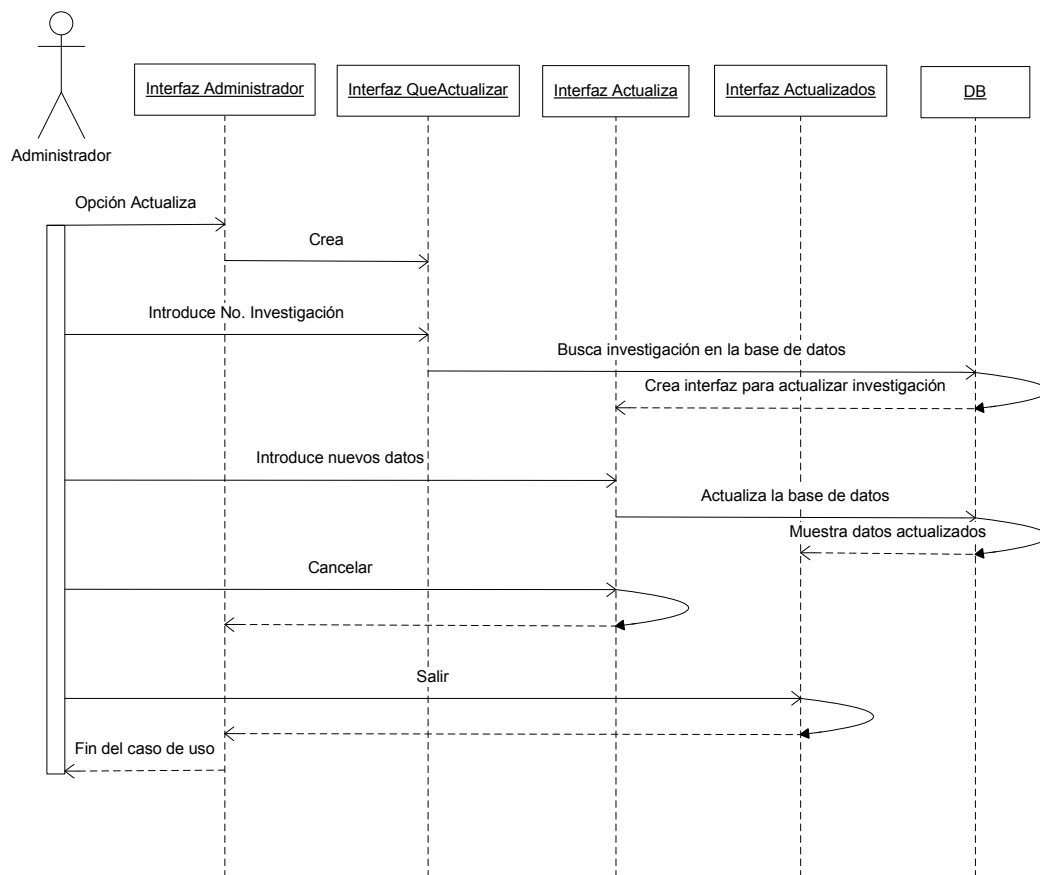 Interfaz Administrador
Interfaz QueActualizar
Interfaz Actualiza
Interfaz Actualizados
DB
Administrador
Opción Actualiza
Crea
Introduce No. Investigación
Busca investigación en la base de datos
Crea interfaz para actualizar investigación
Introduce nuevos datos
Actualiza la base de datos
Muestra datos actualizados
Cancelar
Salir
Fin del caso de uso